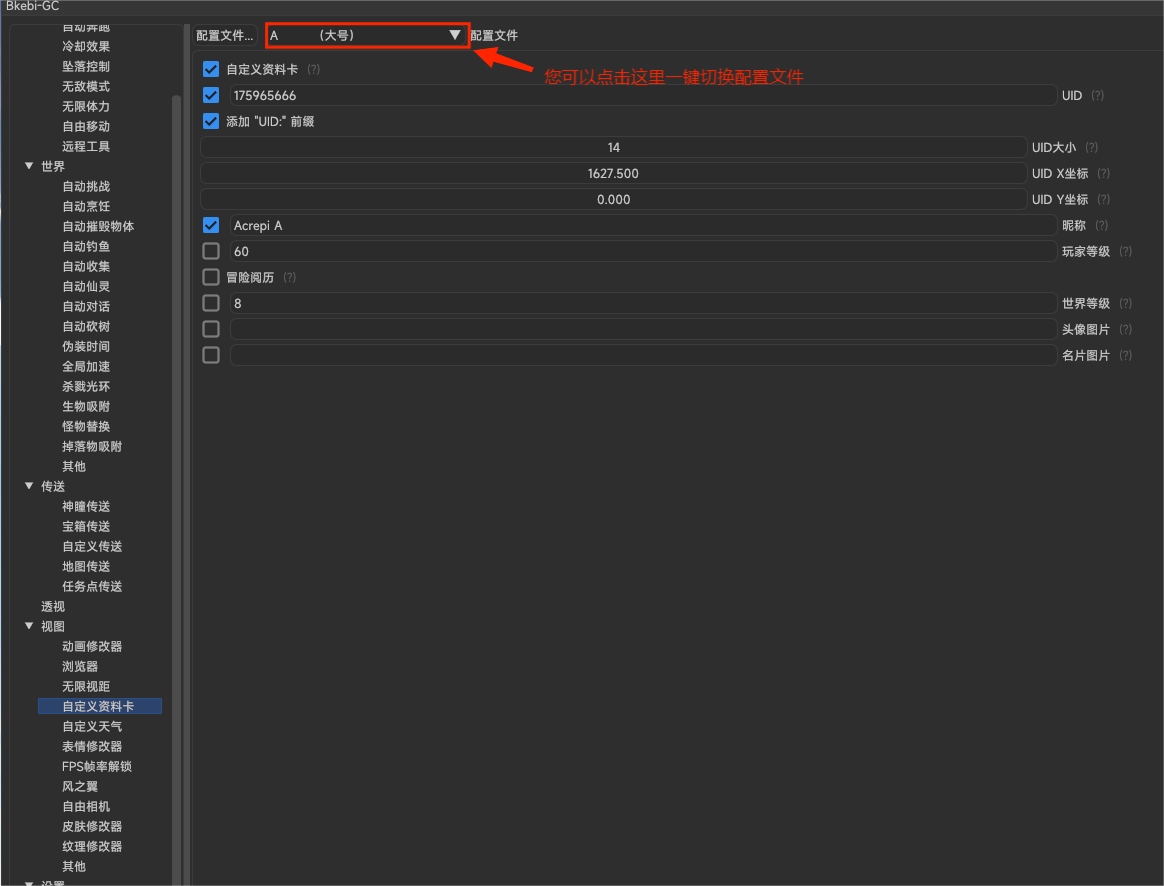 Bkebi-GC
自动奔跑
冷却效果
坠落控制
无敌模式
无限体力
自由移动
远程工具
▼ 世界
自动挑战
自动烹饪
自动摧毁物体
自动钓鱼
自动收集
自动仙灵
自动对话
自动砍树
伪装时间
全局加速
杀戮光环
生物吸附
怪物替换
掉落物吸附
其他
▼ 传送
神瞳传送
宝箱传送
自定义传送
地图传送
任务点传送
透视
▼ 视图
动画修改器
浏览器
无限视距
自定义资料卡
自定义天气
表情修改器
FPS帧率解锁
风之翼
自由相机
皮肤修改器
纹理修改器
其他
▼ 设置
配置文件... A (大号) ▼ 配置文件
您可以点击这里一键切换配置文件
自定义资料卡 (?)
175965666 UID (?)
添加 "UID:" 前缀
14 UID大小 (?)
1627.500 UID X坐标 (?)
0.000 UID Y坐标 (?)
Acrepi A 昵称 (?)
60 玩家等级 (?)
冒险阅历 (?)
8 世界等级 (?)
头像图片 (?)
名片图片 (?)